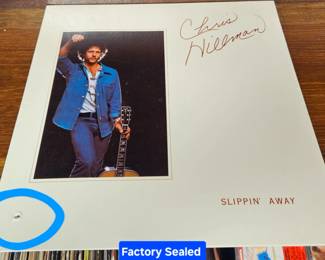 Chris
Hillman
SLIPPIN' AWAY
Factory Sealed